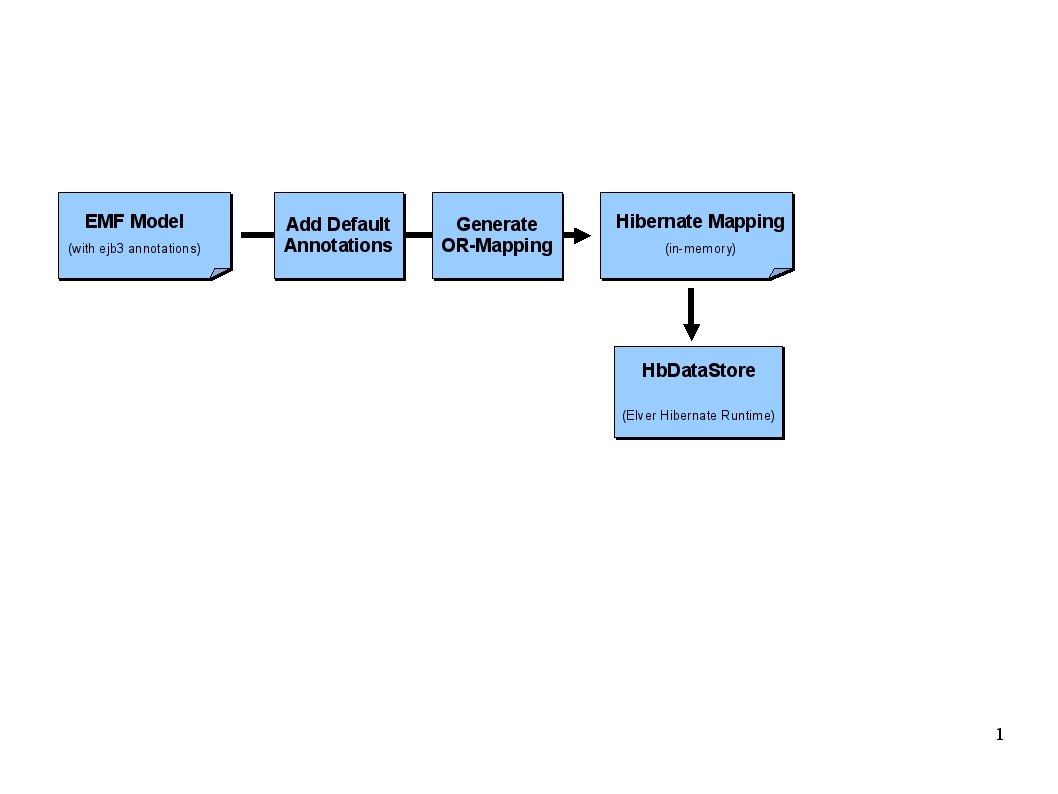 EMF Model
(with ejb3 annotations)
Add Default
Annotations
Generate
OR-Mapping
Hibernate Mapping
(in-memory)
HbDataStore
(Elver Hibernate Runtime)
1